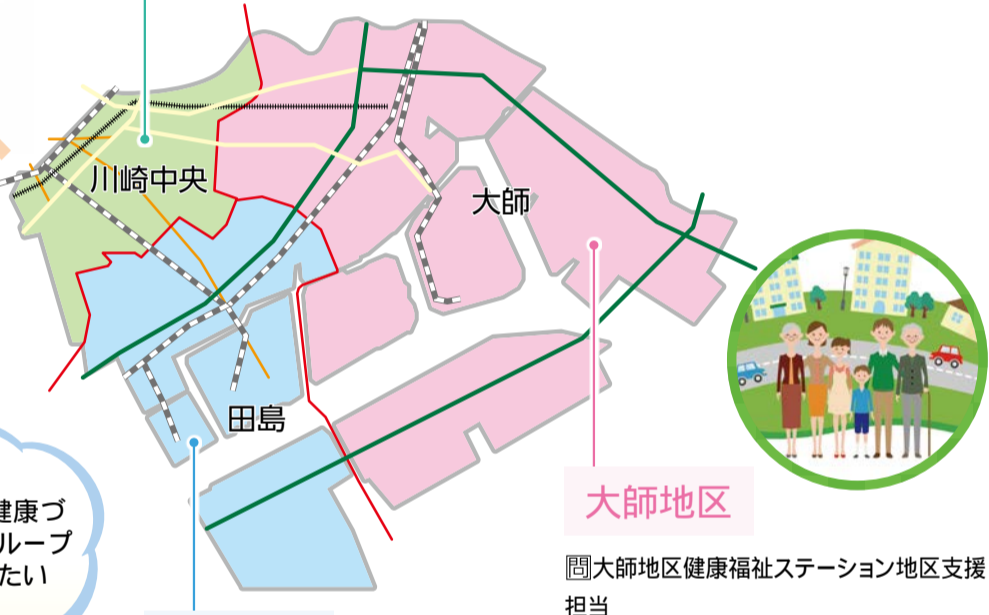 川崎中央
大師
田島
健康づ
ループ
たい
大師地区
問大師地区健康福祉ステーション地区支援
担当